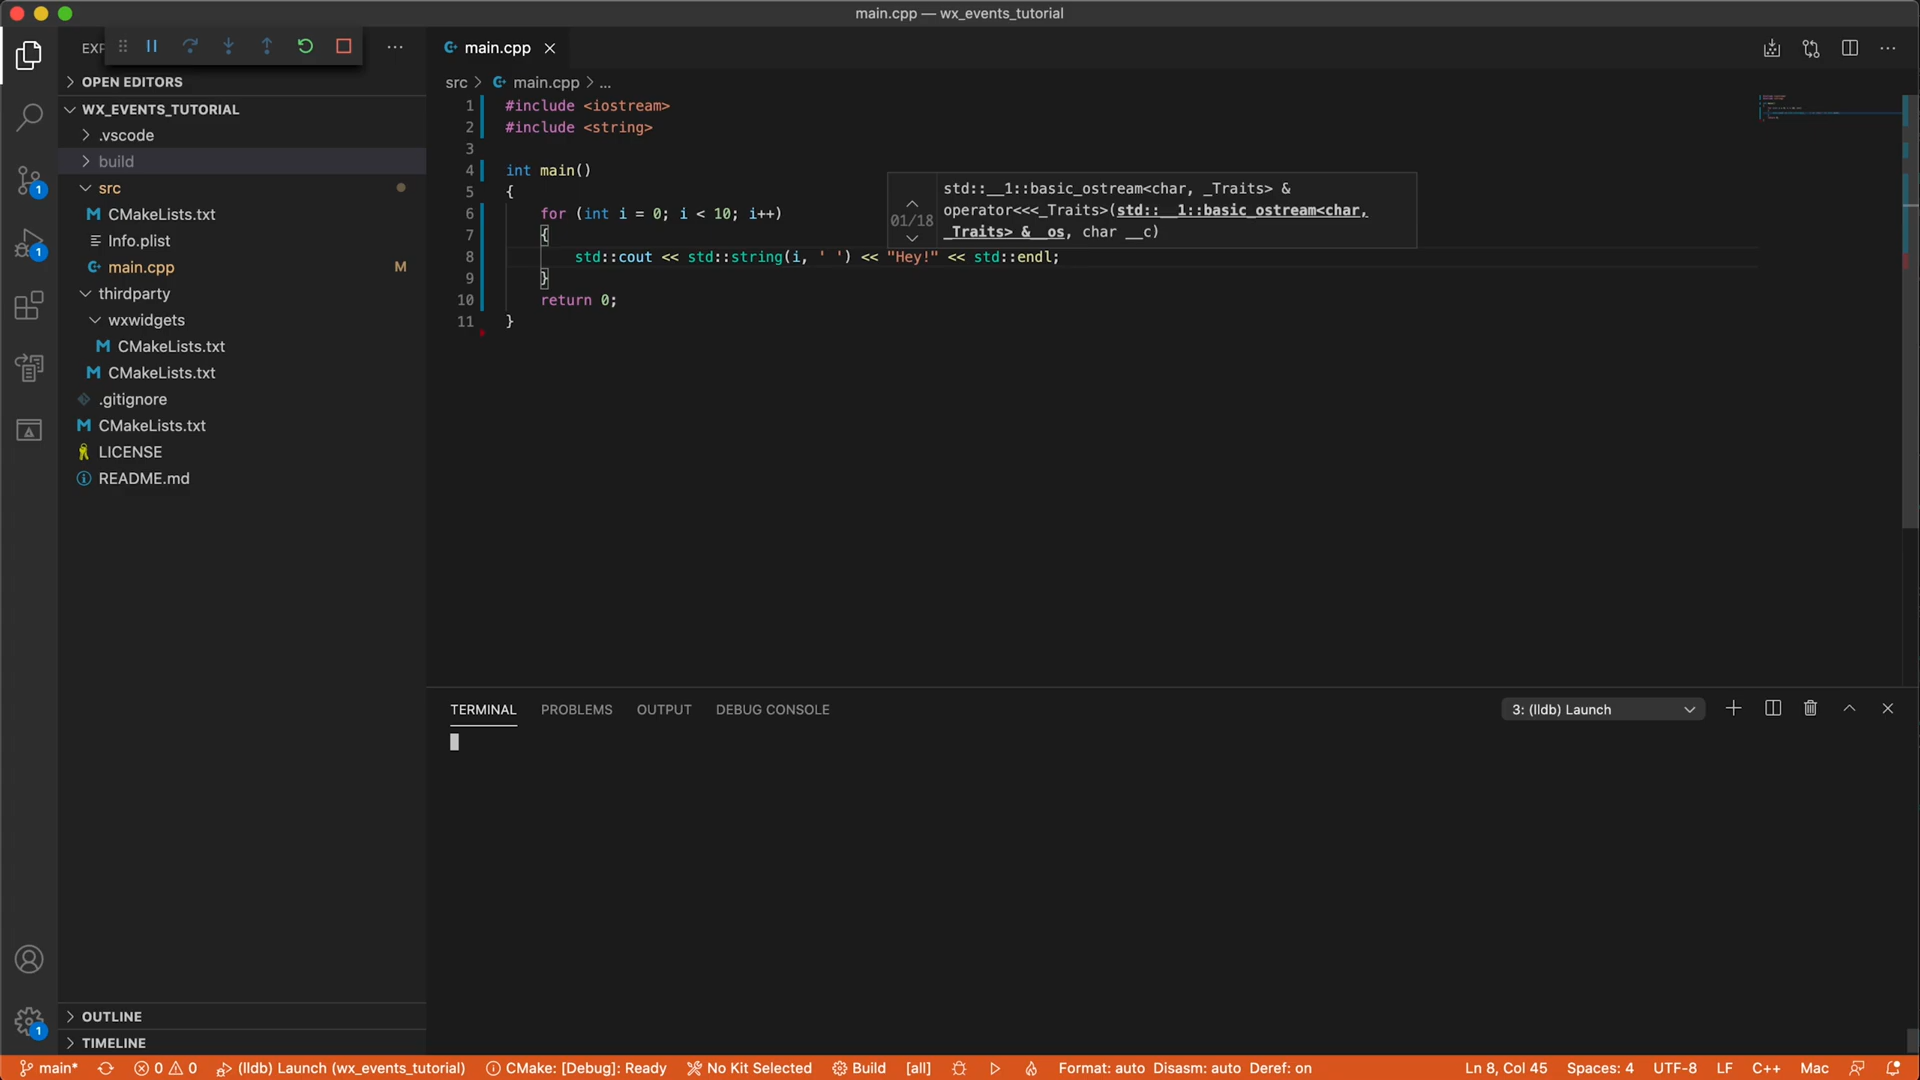 main.cpp — wx_events_tutorial
EXP
main.cpp
OPEN EDITORS
src > main.cpp > ...
WX_EVENTS_TUTORIAL
.vscode
build
src
CMakeLists.txt
Info.plist
main.cpp M
thirdparty
wxwidgets
CMakeLists.txt
CMakeLists.txt
.gitignore
CMakeLists.txt
LICENSE
README.md
OUTLINE
TIMELINE
1
1
1
1 #include <iostream>
2 #include <string>
3
4 int main()
5 {
6 for (int i = 0; i < 10; i++)
7 {
8 std::cout << std::string(i, ' ') << "Hey!" << std::endl;
9 }
10 return 0;
11 }
01/18
std::__1::basic_ostream<char, _Traits> &
operator<<<_Traits>(std::__1::basic_ostream<char,
_Traits> &__os, char __c)
TERMINAL PROBLEMS OUTPUT DEBUG CONSOLE 3: (lldb) Launch
main* 0 0 (lldb) Launch (wx_events_tutorial) CMake: [Debug]: Ready No Kit Selected Build [all] Format: auto Disasm: auto Deref: on Ln 8, Col 45 Spaces: 4 UTF-8 LF C++ Mac